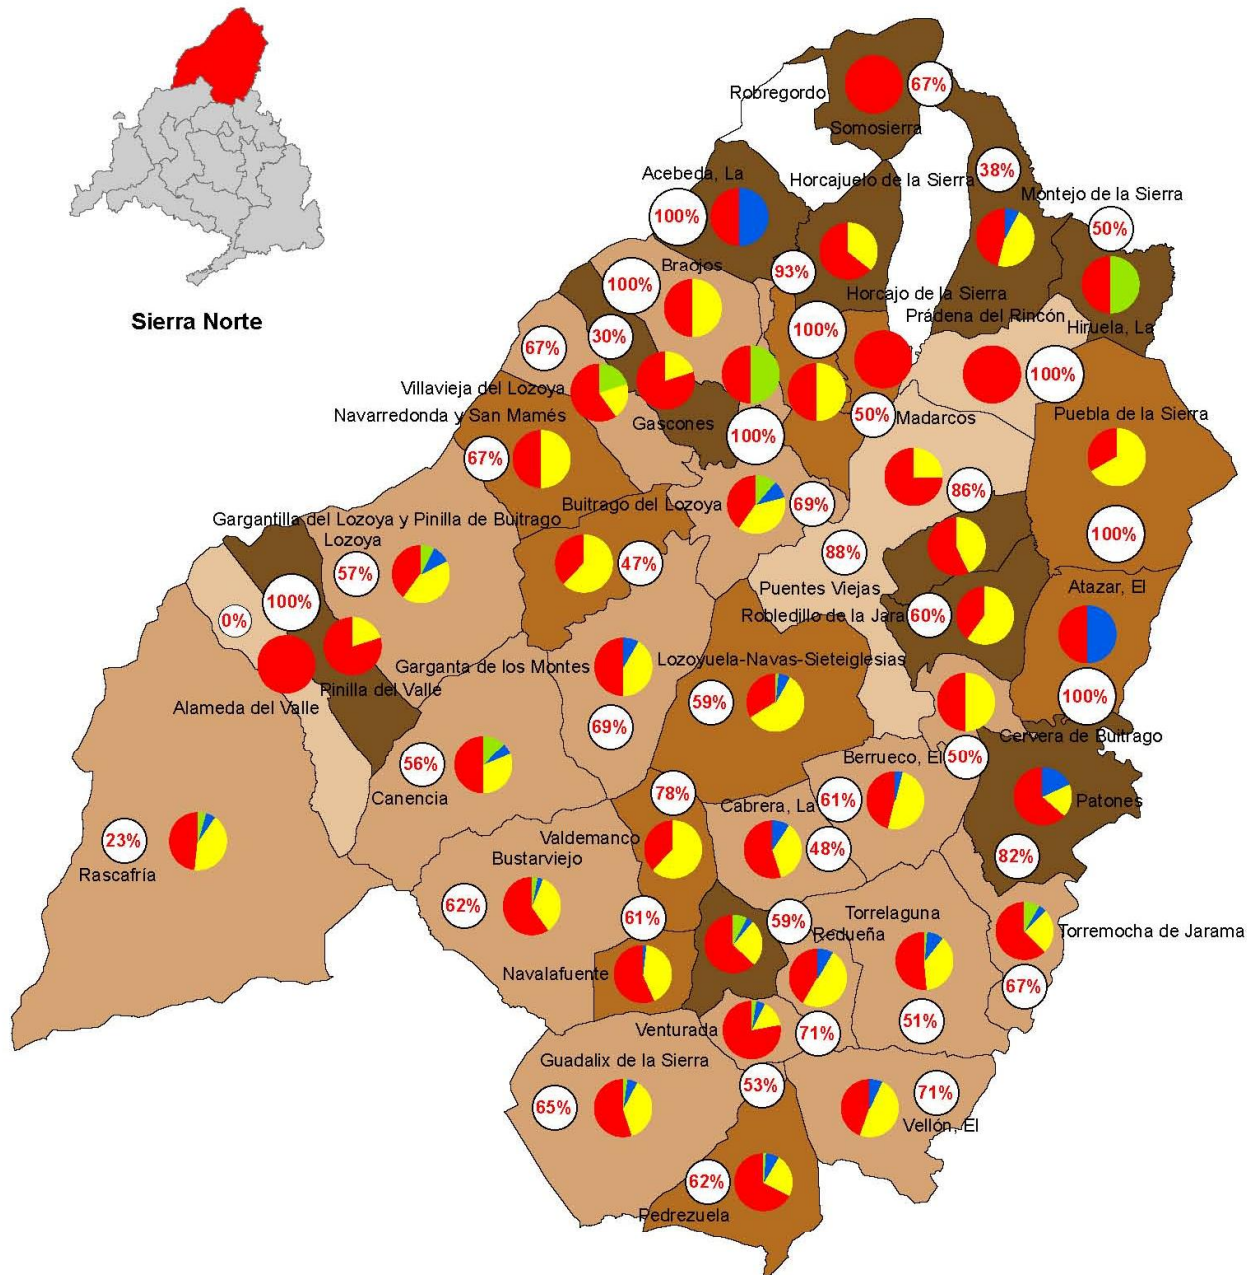 Sierra Norte
Robregordo
67%
Somosierra
Acebeda, La
Horcajuelo de la Sierra
38%
Montejo de la Sierra
100%
50%
Braojos
93%
100%
Horcajo de la Sierra
Prádena del Rincón
Hiruela, La
67%
30%
100%
Villavieja del Lozoya
100%
Navarredonda y San Mamés
Gascones
50%
Madarcos
Puebla de la Sierra
67%
100%
Buitrago del Lozoya
69%
86%
Gargantilla del Lozoya y Pinilla de Buitrago
100%
Lozoya
57%
47%
88%
Puentes Viejas
Atazar, El
100%
0%
Robledillo de la Jara
60%
Garganta de los Montes
Lozoyuela-Navas-Sieteiglesias
Pinilla del Valle
Alameda del Valle
59%
100%
69%
Cervera de Buitrago
56%
Berrueco, El
50%
Canencia
78%
Cabrera, La
61%
Patones
Valdemanco
23%
48%
82%
Rascafría
Bustarviejo
62%
61%
59%
Torrelaguna
Redueña
Torremocha de Jarama
Navalafuente
67%
Venturada
71%
51%
Guadalix de la Sierra
53%
71%
65%
Vellón, El
62%
Pedrezuela